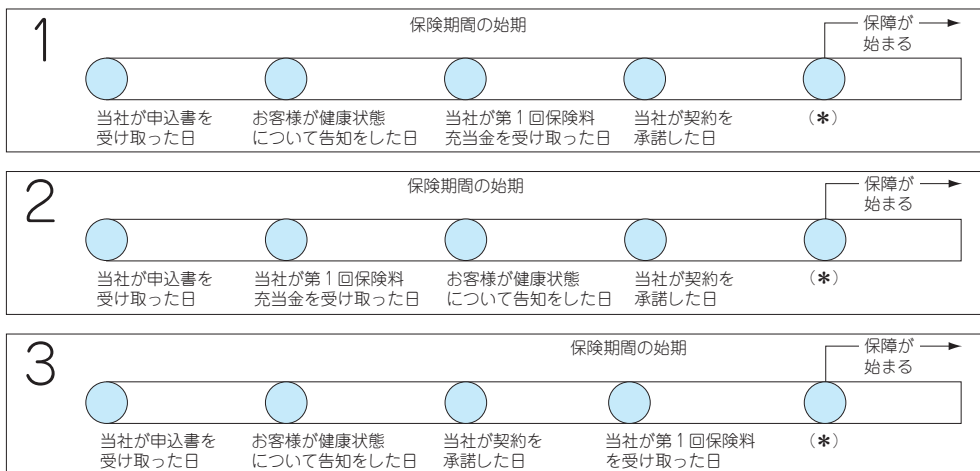 1
保険期間の始期
保障が
始まる
当社が申込書を
受け取った日
お客様が健康状態
について告知をした日
当社が第1回保険料
充当金を受け取った日
当社が契約を
承諾した日
（*）
2
保険期間の始期
保障が
始まる
当社が申込書を
受け取った日
当社が第1回保険料
充当金を受け取った日
お客様が健康状態
について告知をした日
当社が契約を
承諾した日
（*）
3
保険期間の始期
保障が
始まる
当社が申込書を
受け取った日
お客様が健康状態
について告知をした日
当社が契約を
承諾した日
当社が第1回保険料
を受け取った日
（*）